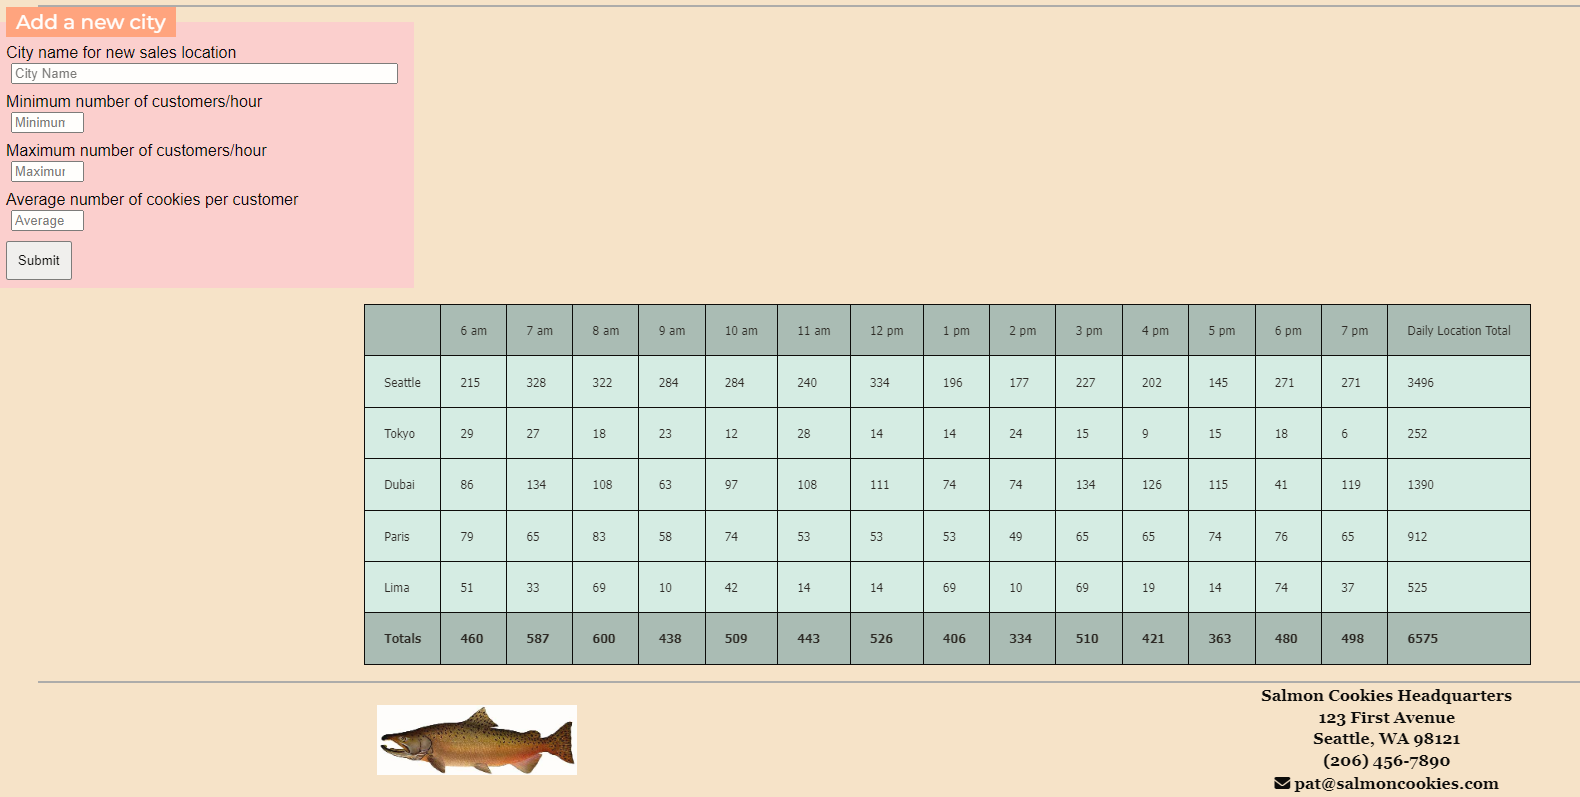 Add a new city
City name for new sales location
City Name
Minimum number of customers/hour
Minimun
Maximum number of customers/hour
Maximur
Average number of cookies per customer
Average
Submit
6 am 7 am 8 am 9 am 10 am 11 am 12 pm 1 pm 2 pm 3 pm 4 pm 5 pm 6 pm 7 pm Daily Location Total
Seattle 215 328 322 284 284 240 334 196 177 227 202 145 271 271 3496
Tokyo 29 27 18 23 12 28 14 14 24 15 9 15 18 6 252
Dubai 86 134 108 63 97 108 111 74 74 134 126 115 41 119 1390
Paris 79 65 83 58 74 53 53 53 49 65 65 74 76 65 912
Lima 51 33 69 10 42 14 14 69 10 69 19 14 74 37 525
Totals 460 587 600 438 509 443 526 406 334 510 421 363 480 498 6575
Salmon Cookies Headquarters
123 First Avenue
Seattle, WA 98121
(206) 456-7890
pat@salmoncookies.com